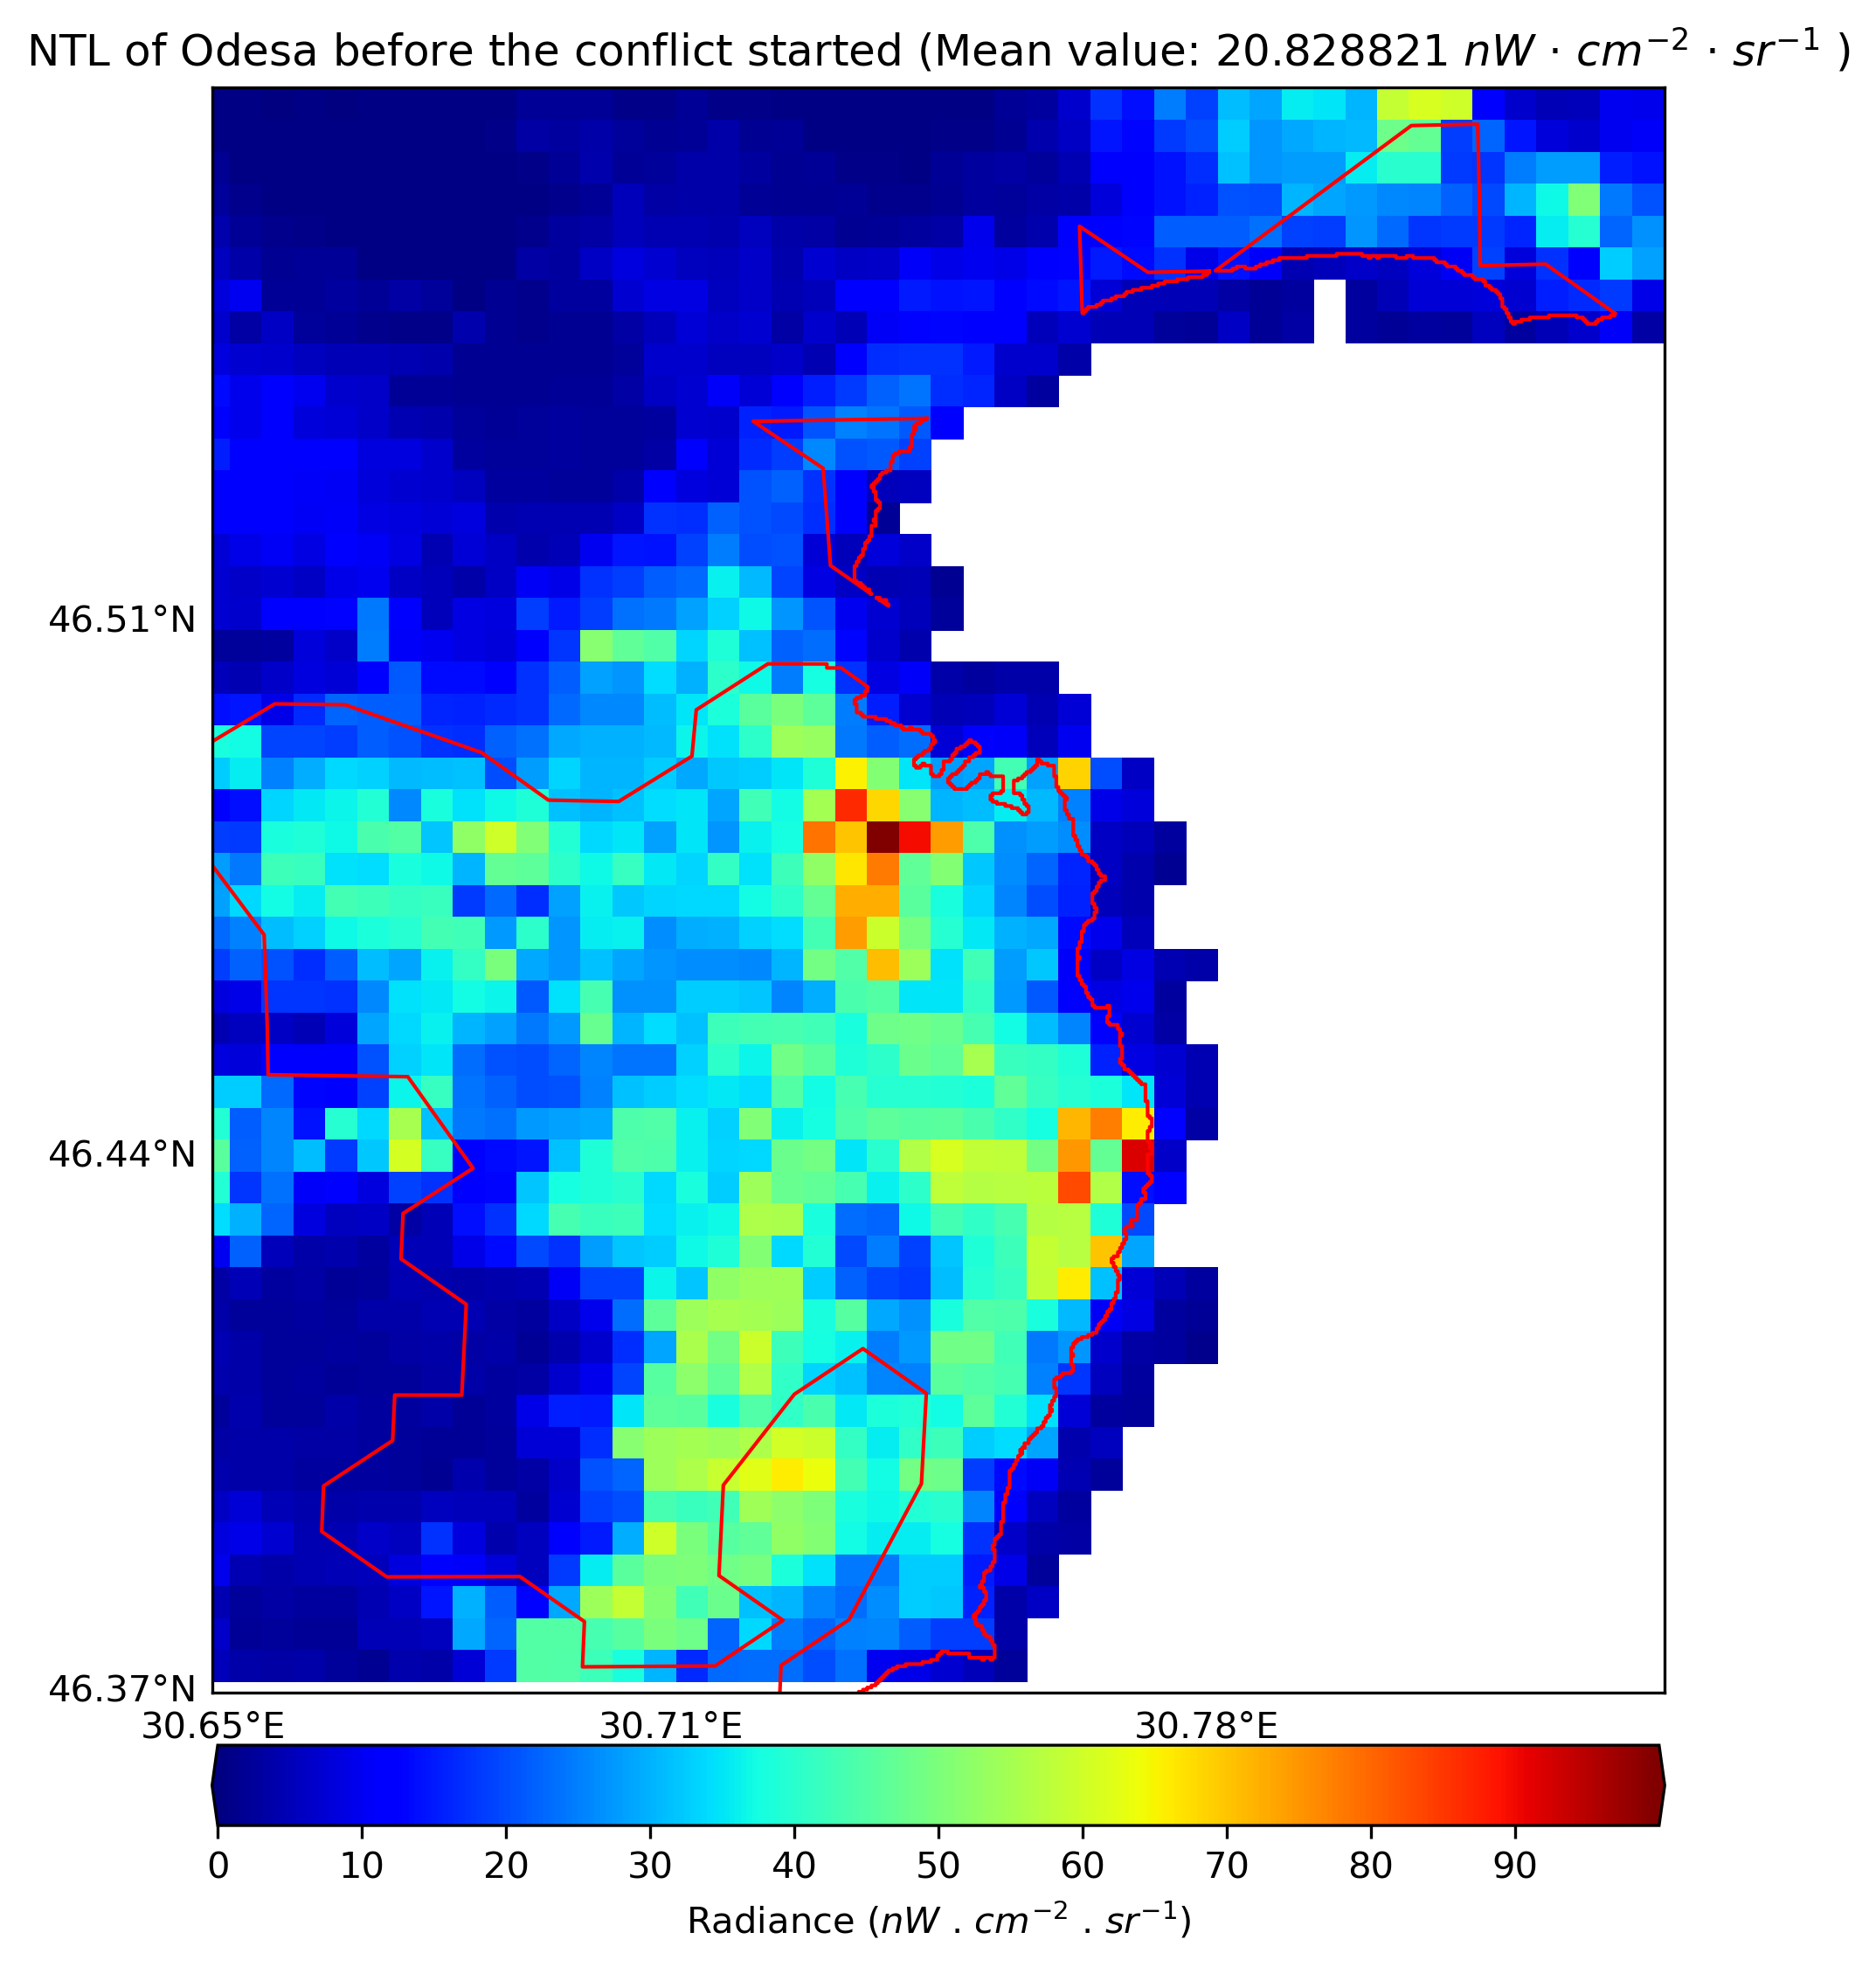 NTL of Odesa before the conflict started (Mean value: 20.828821 nW · cm⁻² · sr⁻¹ )
46.51°N
46.44°N
46.37°N
30.65°E 30.71°E 30.78°E
0 10 20 30 40 50 60 70 80 90
Radiance (nW . cm⁻² . sr⁻¹)